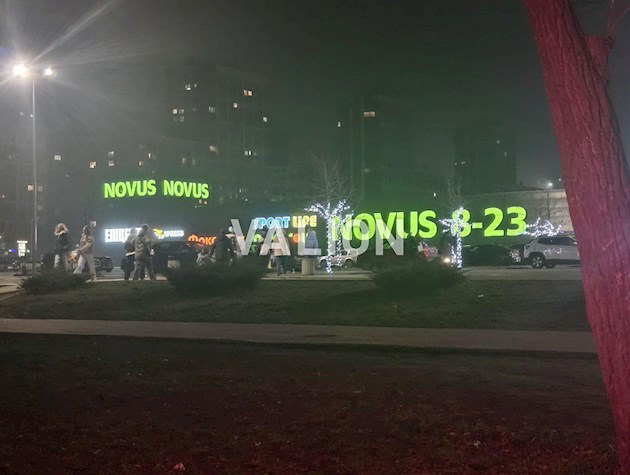 NOVUS NOVUS
SPORT LIFE
NOVUS 8-23
VALION